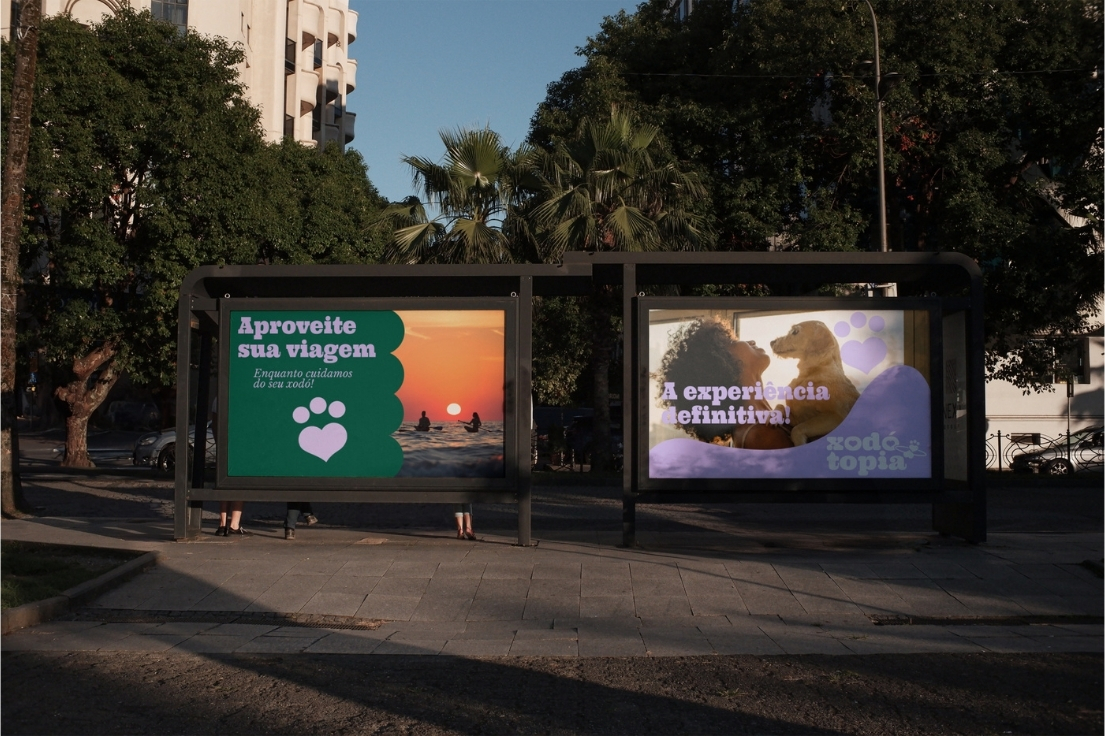 Aproveite
sua viagem
Enquanto cuidamos
do seu xodó!
A experiência
definitiva!
xodó
topia